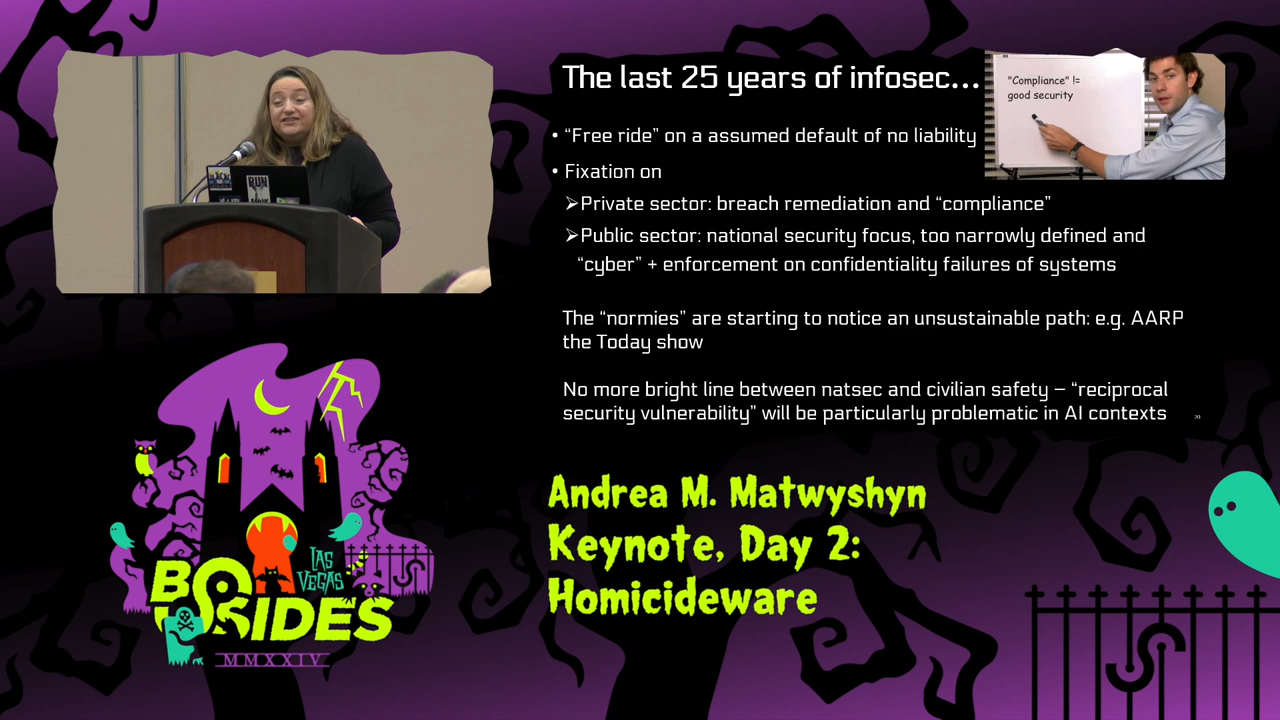 The last 25 years of infosec...
"Compliance" !=
good security
• “Free ride” on a assumed default of no liability
• Fixation on
➢Private sector: breach remediation and “compliance”
➢Public sector: national security focus, too narrowly defined and
“cyber” + enforcement on confidentiality failures of systems
The “normies” are starting to notice an unsustainable path: e.g. AARP
the Today show
No more bright line between natsec and civilian safety – “reciprocal
security vulnerability” will be particularly problematic in AI contexts
RUN
LAS
VEGAS
BSIDES
MMXXIV
Andrea M. Matwyshyn
Keynote, Day 2:
Homicideware